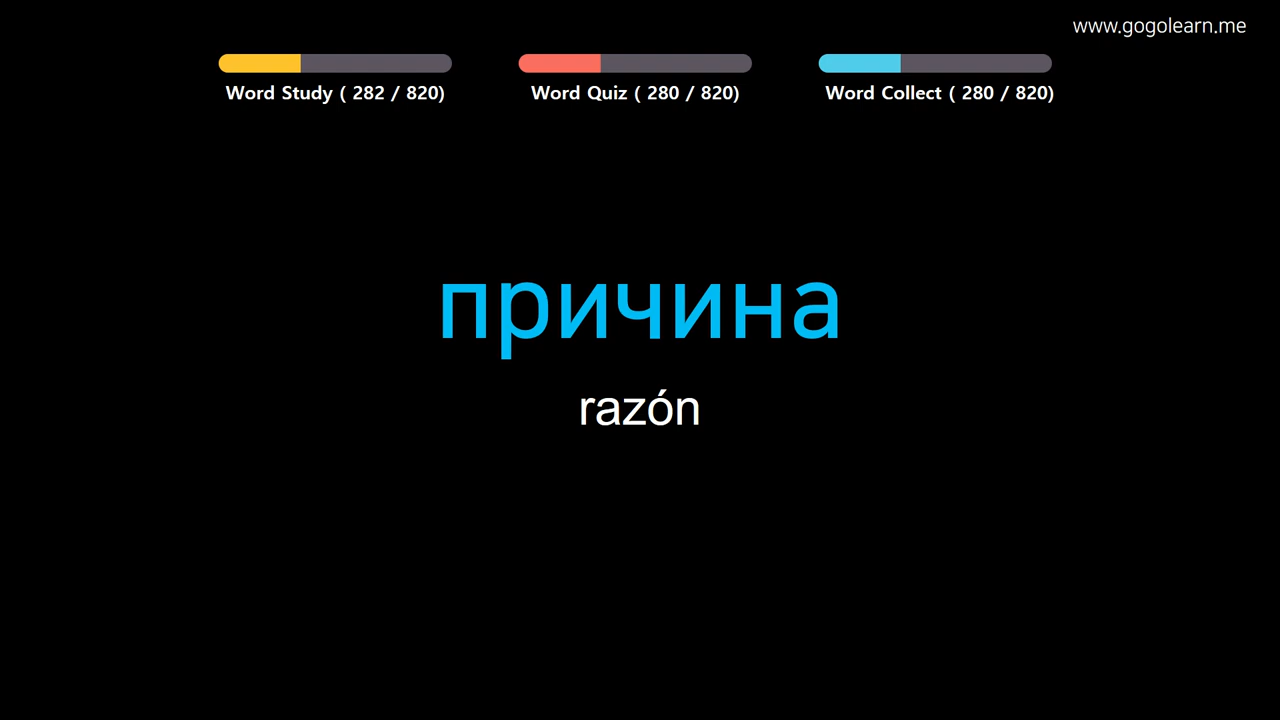 www.gogolearn.me
Word Study ( 282 / 820)
Word Quiz ( 280 / 820)
Word Collect ( 280 / 820)
причина
razón